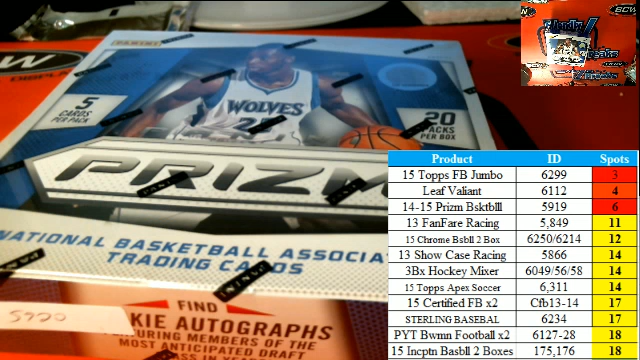 PANINI
5
CARDS
PER PACK
WOLVES
20
PACKS
PER BOX
PRIZM
NATIONAL BASKETBALL ASSOCIA
TRADING CARDS
FIND
KIE AUTOGRAPHS
TURING MEMBERS OF THE
MOST ANTICIPATED DRAFT
BCW
Friendly
Breaks
Product ID Spots
15 Topps FB Jumbo 6299 3
Leaf Valiant 6112 4
14-15 Prizm Bsktblll 5919 6
13 FanFare Racing 5,849 11
15 Chrome Bsbll 2 Box 6250/6214 12
13 Show Case Racing 5866 14
3Bx Hockey Mixer 6049/56/58 14
15 Topps Apex Soccer 6,311 14
15 Certified FB x2 Cfb13-14 17
STERLING BASEBAL 6234 17
PYT Bwmn Football x2 6127-28 18
15 Incptn Basbll 2 Boxes 175,176 18